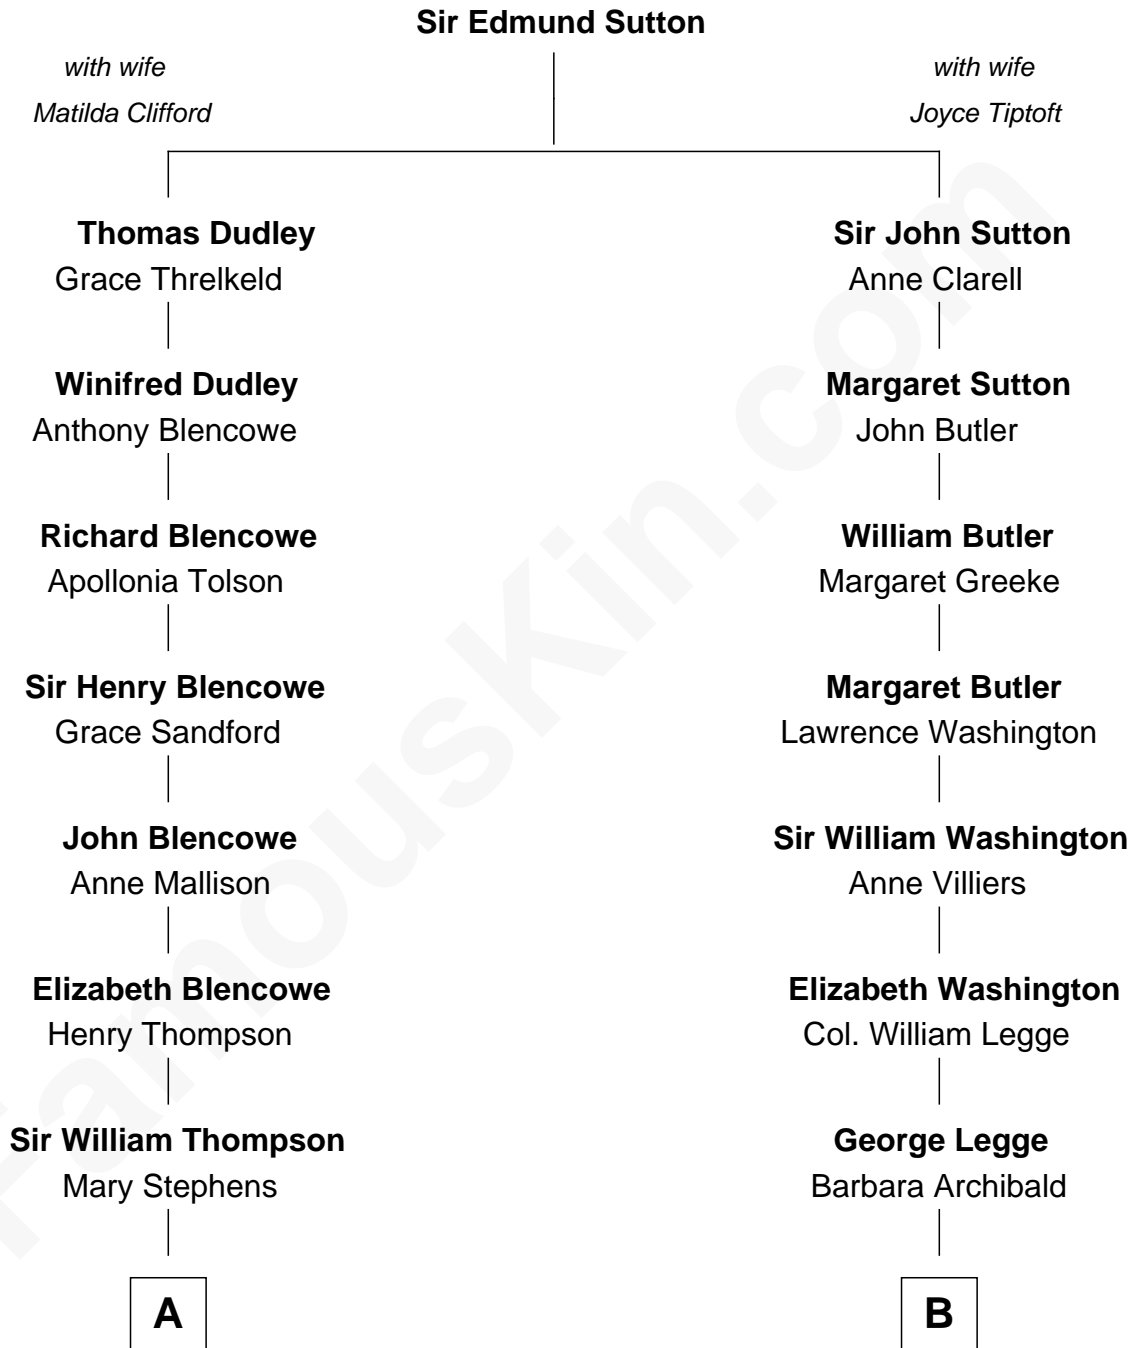 Sir Edmund Sutton
with wife
Matilda Clifford
with wife
Joyce Tiptoft
Thomas Dudley
Grace Threlkeld
Winifred Dudley
Anthony Blencowe
Richard Blencowe
Apollonia Tolson
Sir Henry Blencowe
Grace Sandford
John Blencowe
Anne Mallison
Elizabeth Blencowe
Henry Thompson
Sir William Thompson
Mary Stephens
A
Sir John Sutton
Anne Clarell
Margaret Sutton
John Butler
William Butler
Margaret Greeke
Margaret Butler
Lawrence Washington
Sir William Washington
Anne Villiers
Elizabeth Washington
Col. William Legge
George Legge
Barbara Archibald
B
FamousKin.com